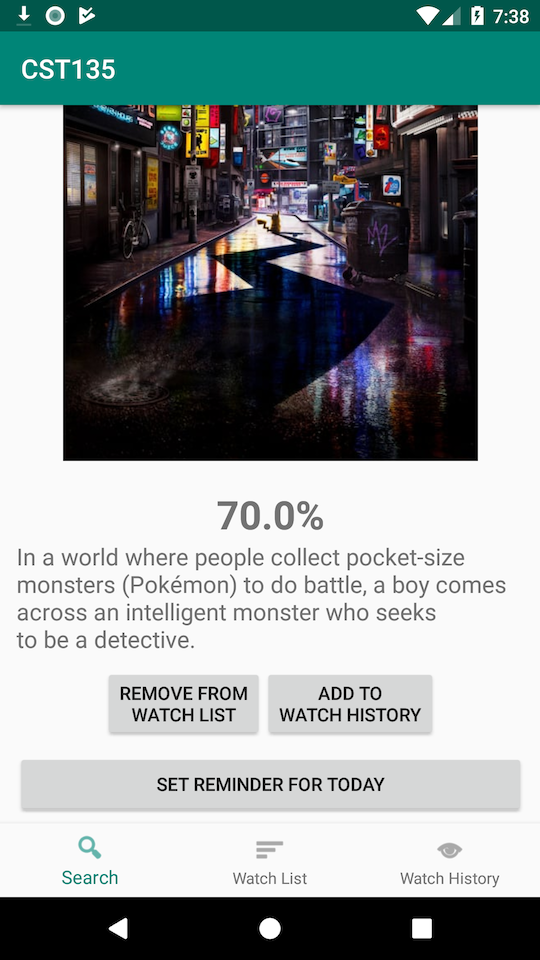 7:38
CST135
70.0%
In a world where people collect pocket-size
monsters (Pokémon) to do battle, a boy comes
across an intelligent monster who seeks
to be a detective.
REMOVE FROM
WATCH LIST
ADD TO
WATCH HISTORY
SET REMINDER FOR TODAY
Search
Watch List
Watch History